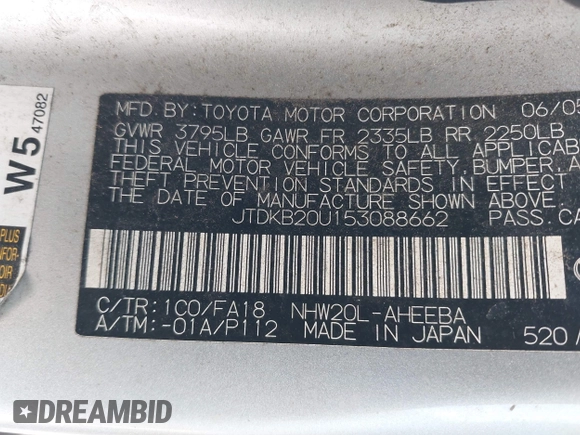 MFD. BY: TOYOTA MOTOR CORPORATION 06/05
GVWR 3795LB GAWR FR 2335LB RR 2250LB
THIS VEHICLE CONFORMS TO ALL APPLICAB
FEDERAL MOTOR VEHICLE SAFETY, BUMPER, A
THEFT PREVENTION STANDARDS IN EFFECT
THE DATE OF MANUFACTURE SHOWN ABOVE.
JTDKB20U153088662 PASS. CA
C/TR: 1C0/FA18 NHW20L-AHEEBA
A/TM: -01A/P112 MADE IN JAPAN 520
W5 47082
PLUS
NFOR-
DREAMBID